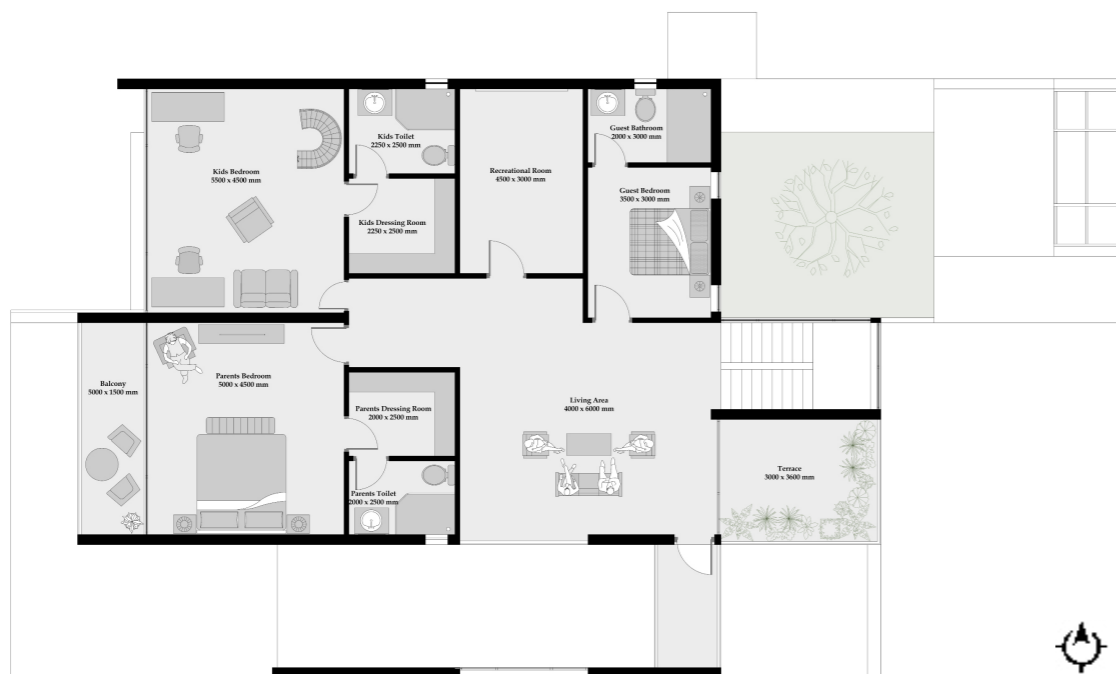 Kids Toilet
2250 x 2500 mm
Guest Bathroom
2000 x 3000 mm
Kids Bedroom
5500 x 4500 mm
Recreational Room
4500 x 3000 mm
Guest Bedroom
3500 x 3000 mm
Kids Dressing Room
2250 x 2500 mm
Balcony
5000 x 1500 mm
Parents Bedroom
5000 x 4500 mm
Parents Dressing Room
2000 x 2500 mm
Living Area
4000 x 6000 mm
Terrace
3000 x 3600 mm
Parents Toilet
2000 x 2500 mm